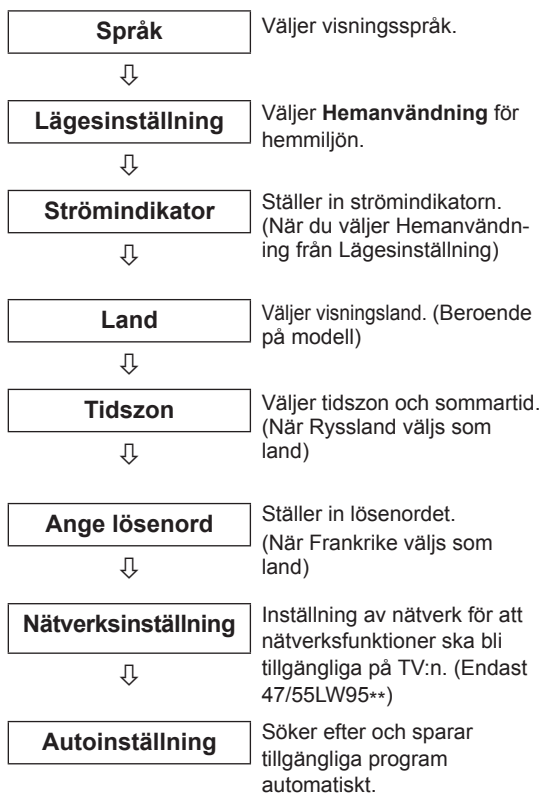 Språk
Väljer visningsspråk.
Lägesinställning
Väljer Hemanvändning för
hemmiljön.
Strömindikator
Ställer in strömindikatorn.
(När du väljer Hemanvändn-
ing från Lägesinställning)
Land
Väljer visningsland. (Beroende
på modell)
Tidszon
Väljer tidszon och sommartid.
(När Ryssland väljs som
land)
Ange lösenord
Ställer in lösenordet.
(När Frankrike väljs som
land)
Nätverksinställning
Inställning av nätverk för att
nätverksfunktioner ska bli
tillgängliga på TV:n. (Endast
47/55LW95**)
Autoinställning
Söker efter och sparar
tillgängliga program
automatiskt.